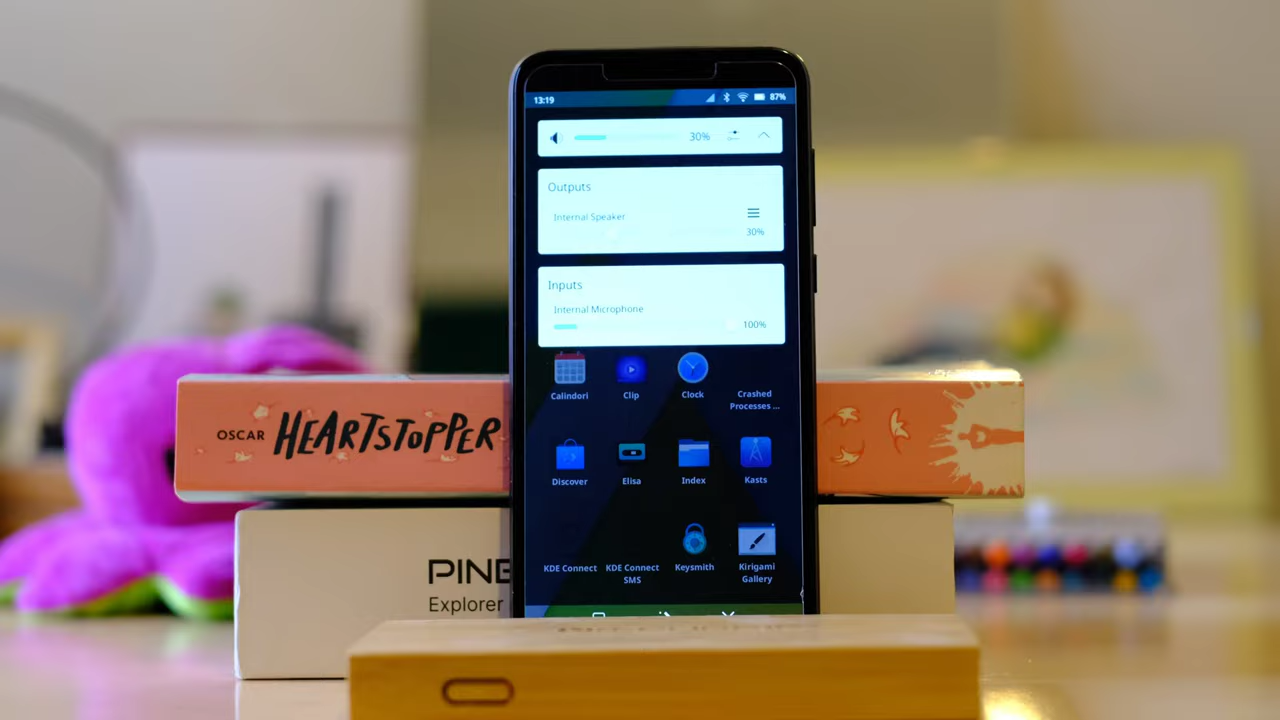 13:19
87%
30%
Outputs
Internal Speaker
30%
Inputs
Internal Microphone
100%
Calindori
Clip
Clock
Crashed
Processes ...
Discover
Elisa
Index
Kasts
KDE Connect
KDE Connect
SMS
Keysmith
Kirigami
Gallery
OSCAR HEARTSTOPPER
PINE
Explorer